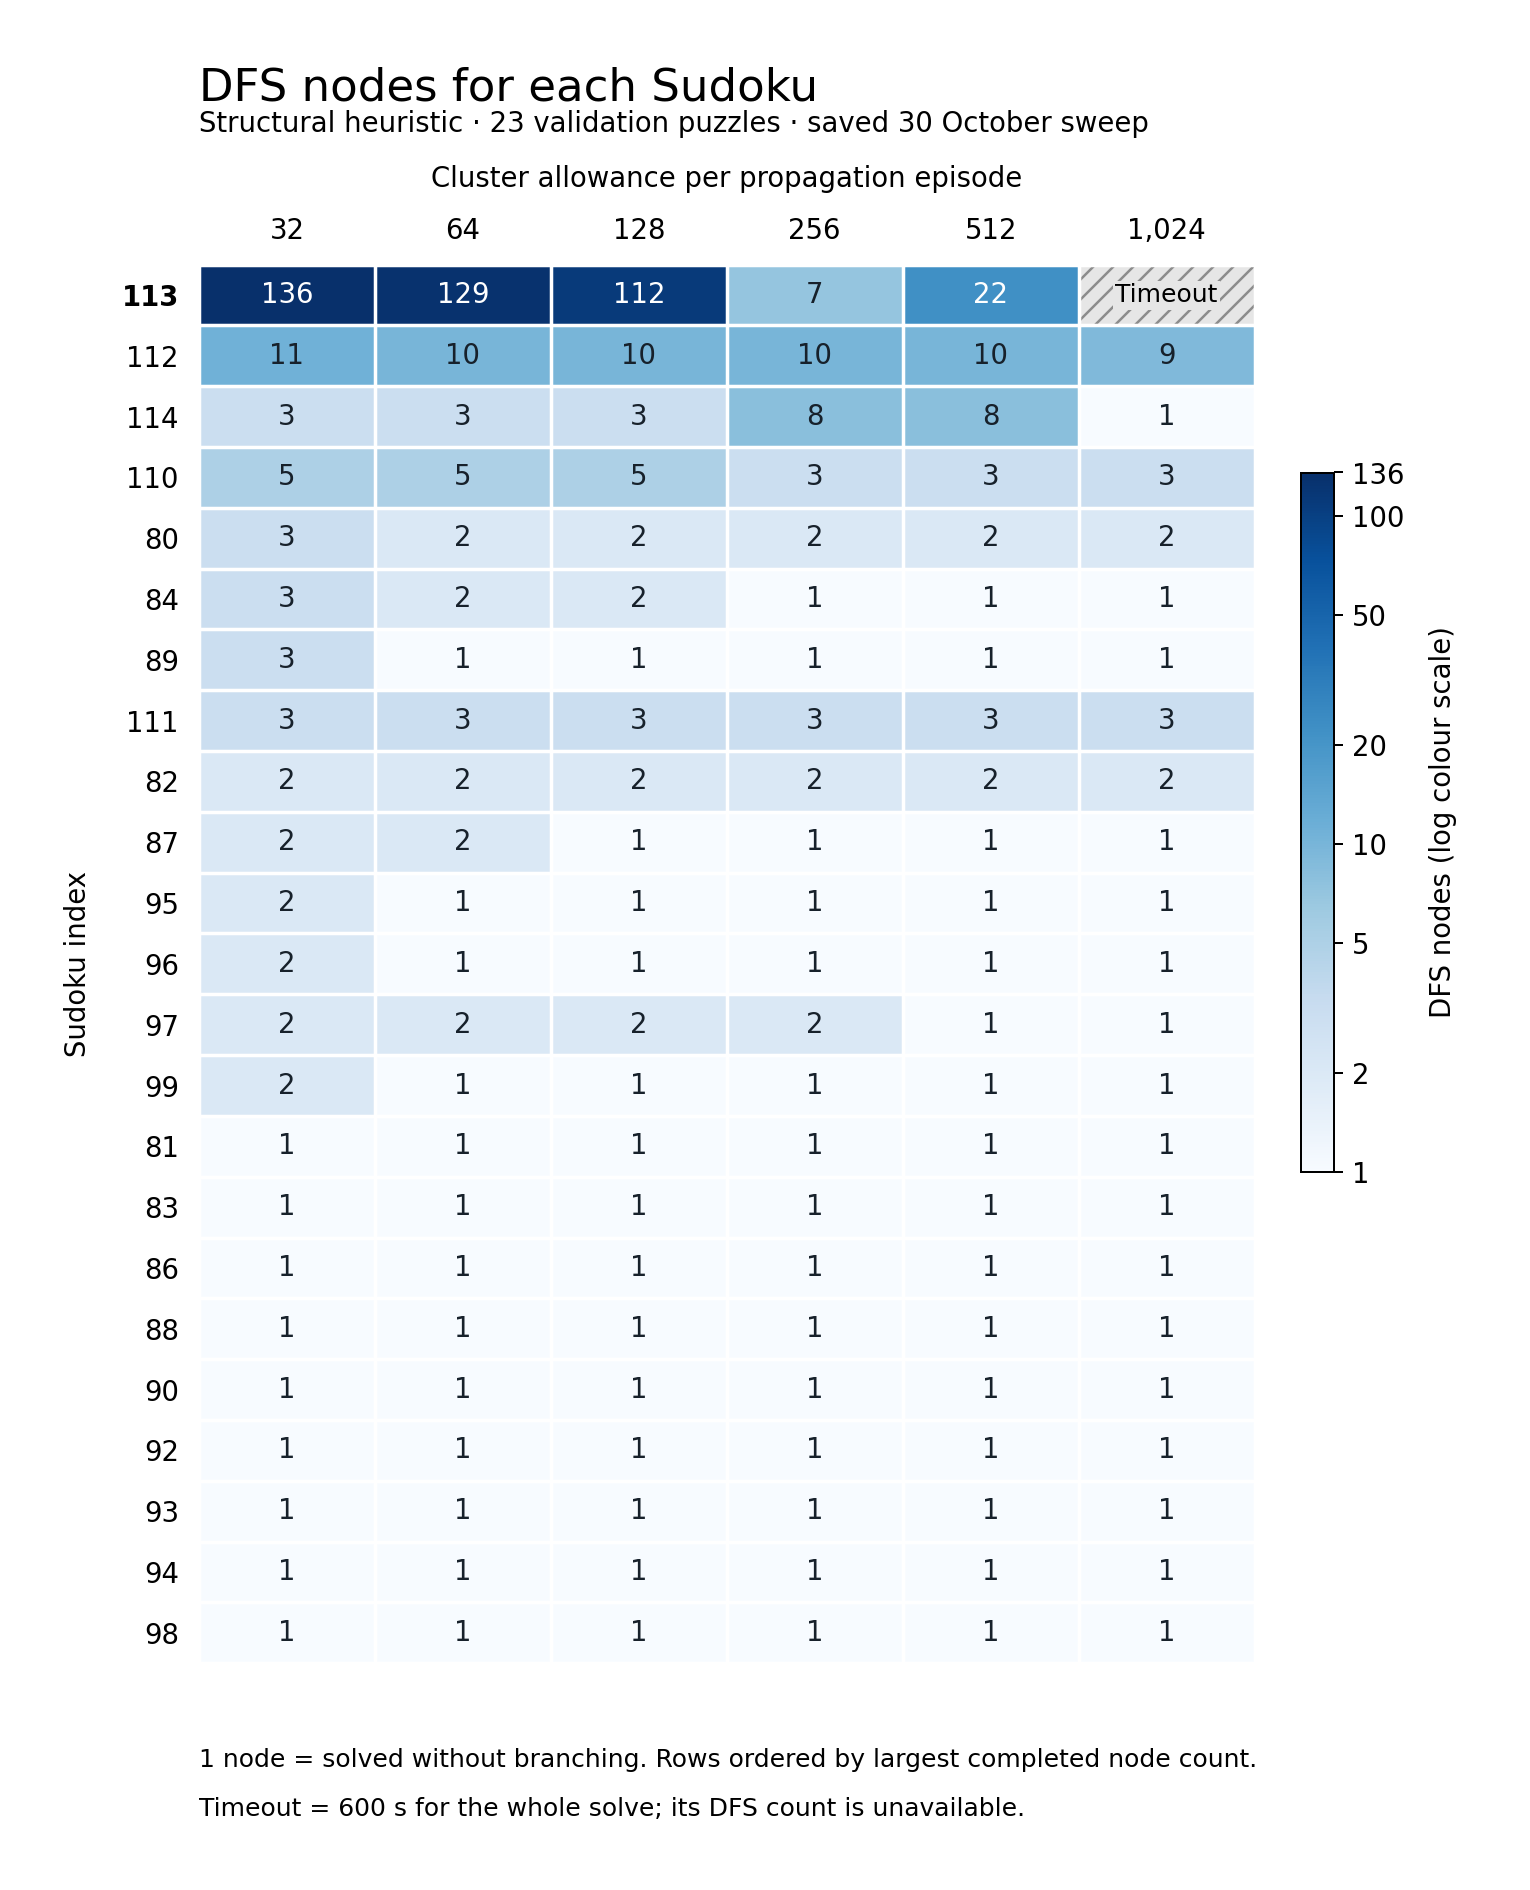 DFS nodes for each Sudoku
Structural heuristic · 23 validation puzzles · saved 30 October sweep
Cluster allowance per propagation episode
32 64 128 256 512 1,024
113 136 129 112 7 22 Timeout
112 11 10 10 10 10 9
114 3 3 3 8 8 1
110 5 5 5 3 3 3
80 3 2 2 2 2 2
84 3 2 2 1 1 1
89 3 1 1 1 1 1
111 3 3 3 3 3 3
82 2 2 2 2 2 2
87 2 2 1 1 1 1
95 2 1 1 1 1 1
96 2 1 1 1 1 1
97 2 2 2 2 1 1
99 2 1 1 1 1 1
81 1 1 1 1 1 1
83 1 1 1 1 1 1
86 1 1 1 1 1 1
88 1 1 1 1 1 1
90 1 1 1 1 1 1
92 1 1 1 1 1 1
93 1 1 1 1 1 1
94 1 1 1 1 1 1
98 1 1 1 1 1 1
Sudoku index
136
100
50
20
10
5
2
1
DFS nodes (log colour scale)
1 node = solved without branching. Rows ordered by largest completed node count.
Timeout = 600 s for the whole solve; its DFS count is unavailable.